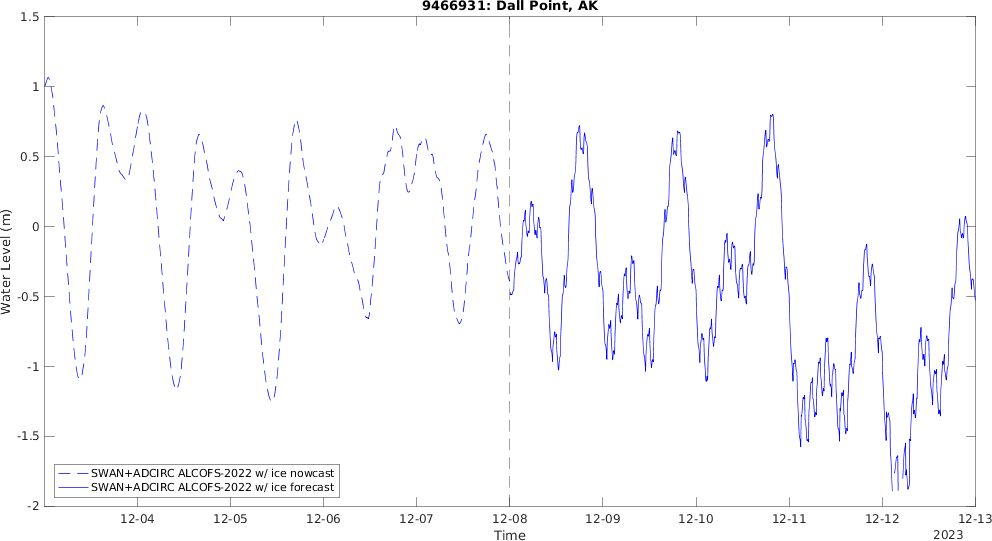 9466931: Dall Point, AK
1.5
1
0.5
0
-0.5
-1
-1.5
-2
Water Level (m)
SWAN+ADCIRC ALCOFS-2022 w/ ice nowcast
SWAN+ADCIRC ALCOFS-2022 w/ ice forecast
12-04 12-05 12-06 12-07 12-08 12-09 12-10 12-11 12-12 12-13
Time
2023